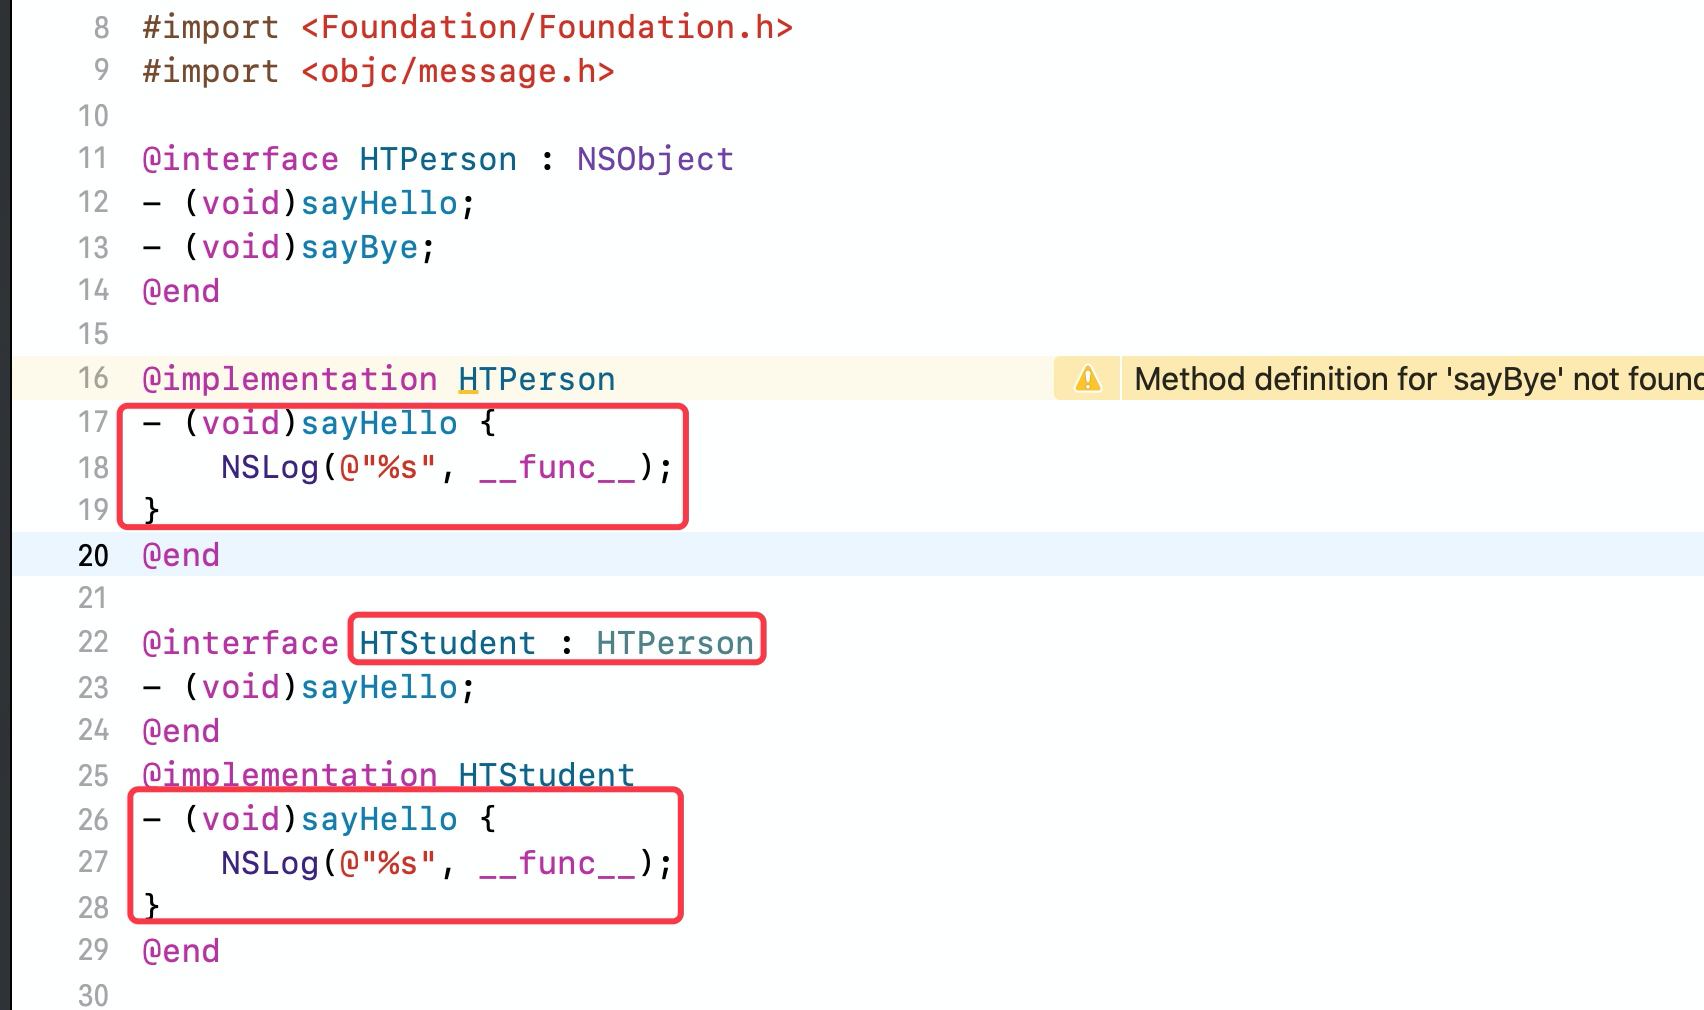 8 #import <Foundation/Foundation.h>
9 #import <objc/message.h>
10
11 @interface HTPerson : NSObject
12 - (void)sayHello;
13 - (void)sayBye;
14 @end
15
16 @implementation HTPerson Method definition for 'sayBye' not found
17 - (void)sayHello {
18 NSLog(@"%s", __func__);
19 }
20 @end
21
22 @interface HTStudent : HTPerson
23 - (void)sayHello;
24 @end
25 @implementation HTStudent
26 - (void)sayHello {
27 NSLog(@"%s", __func__);
28 }
29 @end
30